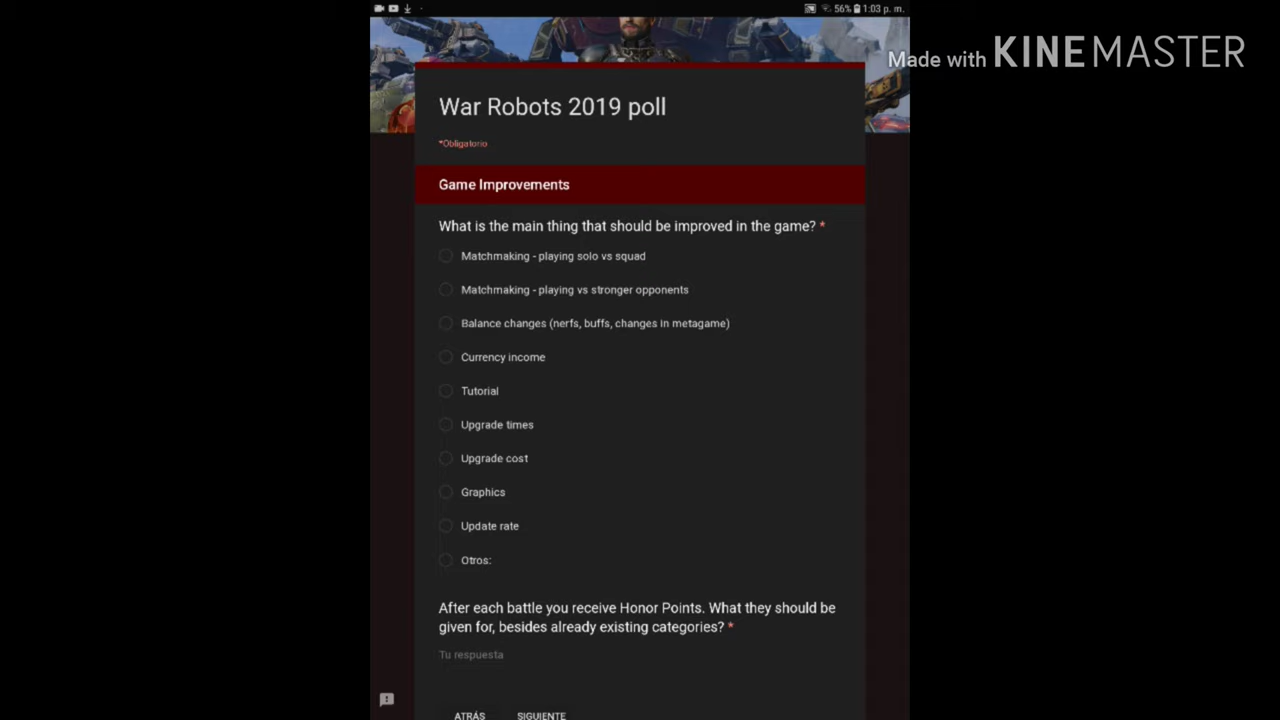 56% 1:03 p. m.
Made with KINEMASTER
War Robots 2019 poll
*Obligatorio
Game Improvements
What is the main thing that should be improved in the game? *
Matchmaking - playing solo vs squad
Matchmaking - playing vs stronger opponents
Balance changes (nerfs, buffs, changes in metagame)
Currency income
Tutorial
Upgrade times
Upgrade cost
Graphics
Update rate
Otros:
After each battle you receive Honor Points. What they should be
given for, besides already existing categories? *
Tu respuesta
ATRÁS SIGUIENTE